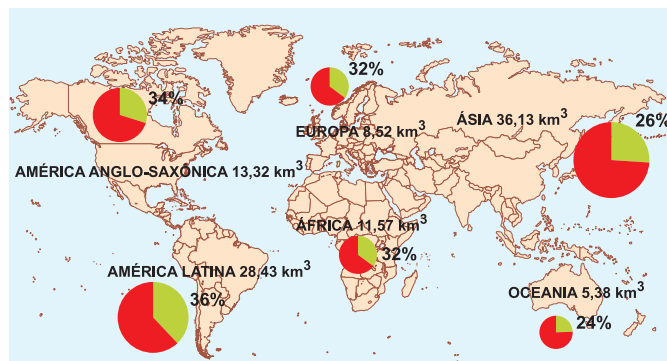 32%
34%
EUROPA 8,52 km³
ÁSIA 36,13 km³
26%
AMÉRICA ANGLO-SAXÔNICA 13,32 km³
ÁFRICA 11,57 km³
32%
AMÉRICA LATINA 28,43 km³
36%
OCEANIA 5,38 km³
24%